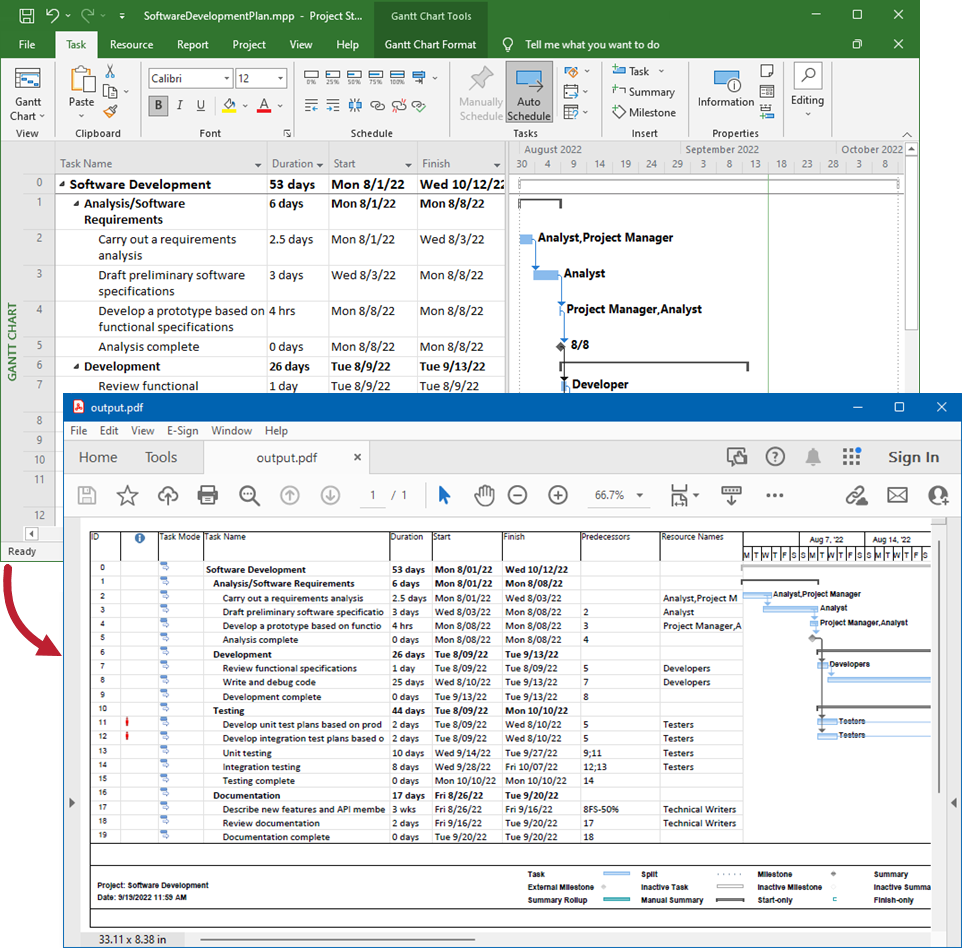 SoftwareDevelopmentPlan.mpp - Project St... Gantt Chart Tools
File Task Resource Report Project View Help Gantt Chart Format Tell me what you want to do
Gantt Chart Paste Calibri 12 0% 25% 50% 75% 100% Manually Schedule Auto Schedule Task Summary Milestone Information Editing
B I U A
View Clipboard Font Schedule Tasks Insert Properties
August 2022 September 2022 October 2022
Task Name Duration Start Finish 30 4 9 14 19 24 29 3 8 13 18 23 28 3 8
0 Software Development 53 days Mon 8/1/22 Wed 10/12/22
1 Analysis/Software Requirements 6 days Mon 8/1/22 Mon 8/8/22
2 Carry out a requirements analysis 2.5 days Mon 8/1/22 Wed 8/3/22 Analyst,Project Manager
3 Draft preliminary software specifications 3 days Wed 8/3/22 Mon 8/8/22 Analyst
4 Develop a prototype based on functional specifications 4 hrs Mon 8/8/22 Mon 8/8/22 Project Manager,Analyst
5 Analysis complete 0 days Mon 8/8/22 Mon 8/8/22 8/8
6 Development 26 days Tue 8/9/22 Tue 9/13/22
7 Review functional 1 day Tue 8/9/22 Tue 8/9/22 Developer
8
9
10
11
12
GANTT CHART
Ready
output.pdf
File Edit View E-Sign Window Help
Home Tools output.pdf × Sign In
1 / 1 66.7%
ID Task Mode Task Name Duration Start Finish Predecessors Resource Names Aug 7, '22 Aug 14, '22
M T W T F S S M T W T F S S M T W T F S
0 Software Development 53 days Mon 8/01/22 Wed 10/12/22
1 Analysis/Software Requirements 6 days Mon 8/01/22 Mon 8/08/22
2 Carry out a requirements analysis 2.5 days Mon 8/01/22 Wed 8/03/22 Analyst,Project M Analyst,Project Manager
3 Draft preliminary software specificatio 3 days Wed 8/03/22 Mon 8/08/22 2 Analyst Analyst
4 Develop a prototype based on functio 4 hrs Mon 8/08/22 Mon 8/08/22 3 Project Manager,A Project Manager,Analyst
5 Analysis complete 0 days Mon 8/08/22 Mon 8/08/22 4
6 Development 26 days Tue 8/09/22 Tue 9/13/22
7 Review functional specifications 1 day Tue 8/09/22 Tue 8/09/22 5 Developers Developers
8 Write and debug code 25 days Wed 8/10/22 Tue 9/13/22 7 Developers
9 Development complete 0 days Tue 9/13/22 Tue 9/13/22 8
10 Testing 44 days Tue 8/09/22 Mon 10/10/22
11 Develop unit test plans based on prod 2 days Tue 8/09/22 Wed 8/10/22 5 Testers Testers
12 Develop integration test plans based o 2 days Tue 8/09/22 Wed 8/10/22 5 Testers Testers
13 Unit testing 10 days Wed 9/14/22 Tue 9/27/22 9;11 Testers
14 Integration testing 8 days Wed 9/28/22 Fri 10/07/22 12;13 Testers
15 Testing complete 0 days Mon 10/10/22 Mon 10/10/22 14
16 Documentation 17 days Fri 8/26/22 Tue 9/20/22
17 Describe new features and API membe 3 wks Fri 8/26/22 Fri 9/16/22 8FS-50% Technical Writers
18 Review documentation 2 days Fri 9/16/22 Tue 9/20/22 17 Technical Writers
19 Documentation complete 0 days Tue 9/20/22 Tue 9/20/22 18
Task Split Milestone Summary
Project: Software Development External Milestone Inactive Task Inactive Milestone Inactive Summa
Date: 9/19/2022 11:59 AM Summary Rollup Manual Summary Start-only Finish-only
33.11 x 8.38 in